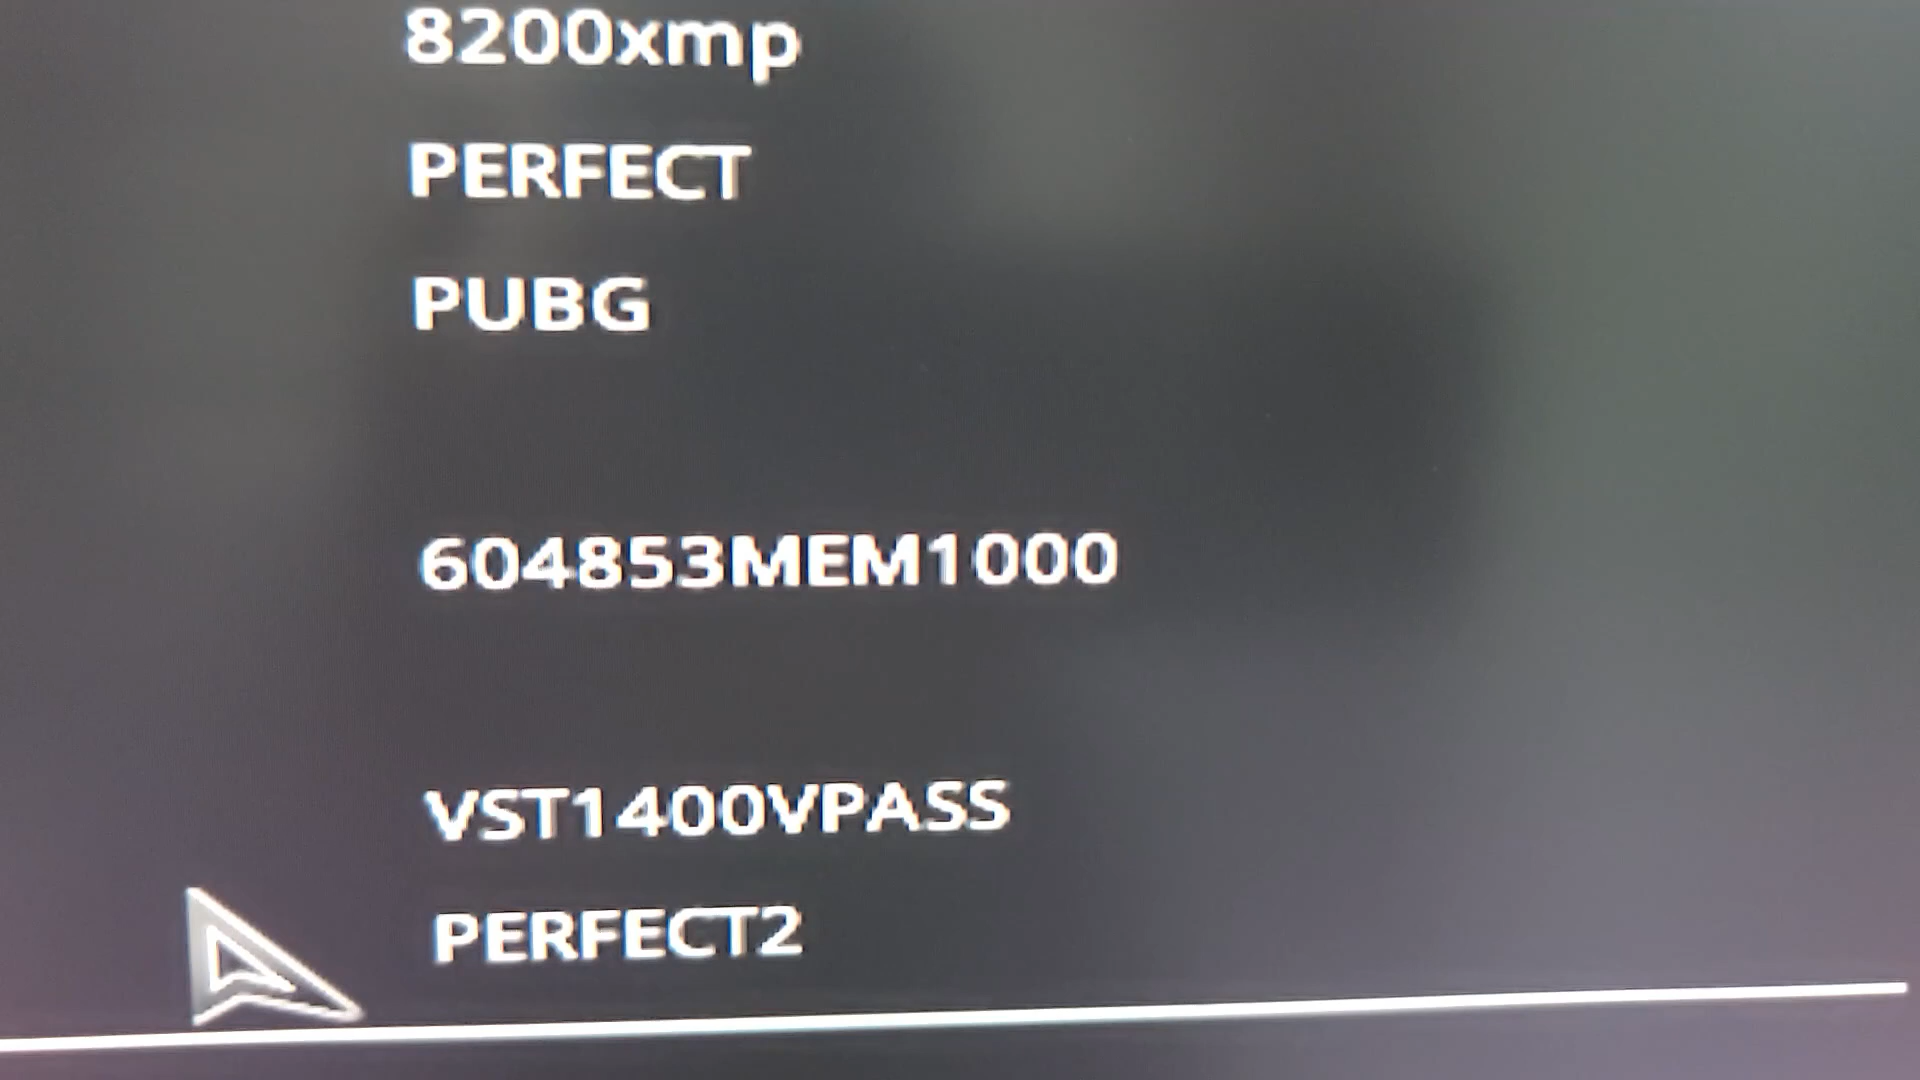 8200xmp
PERFECT
PUBG
604853MEM1000
VST1400VPASS
PERFECT2